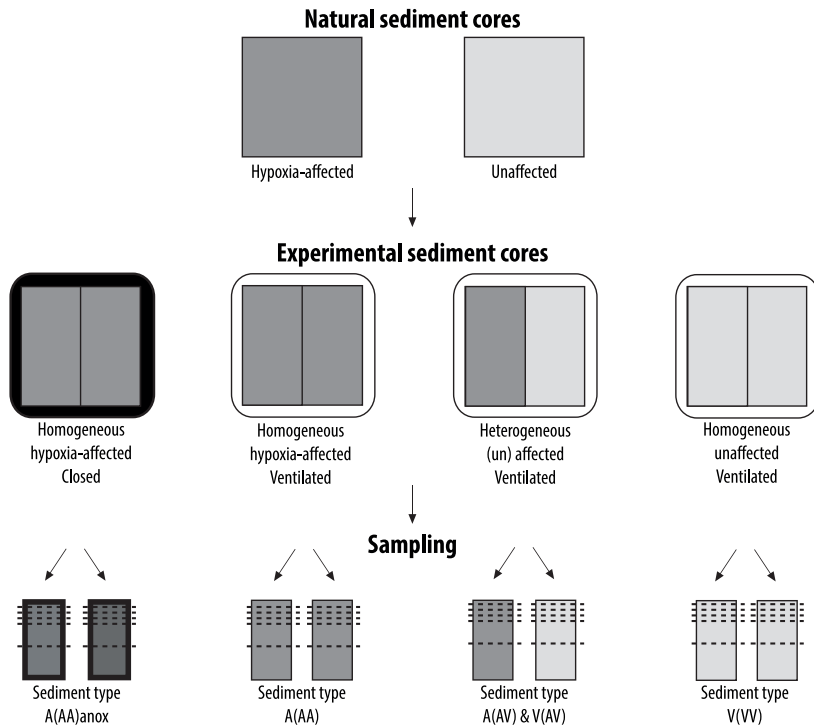 Natural sediment cores
Hypoxia-affected
Unaffected
Experimental sediment cores
Homogeneous
hypoxia-affected
Closed
Homogeneous
hypoxia-affected
Ventilated
Heterogeneous
(un) affected
Ventilated
Homogeneous
unaffected
Ventilated
Sampling
Sediment type
A(AA)anox
Sediment type
A(AA)
Sediment type
A(AV) & V(AV)
Sediment type
V(VV)